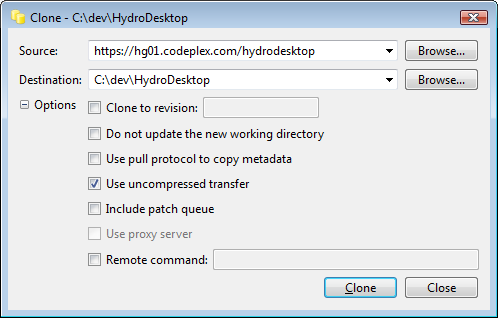 Clone - C:\dev\HydroDesktop
Source: https://hg01.codeplex.com/hydrodesktop Browse...
Destination: C:\dev\HydroDesktop Browse...
Options Clone to revision:
Do not update the new working directory
Use pull protocol to copy metadata
Use uncompressed transfer
Include patch queue
Use proxy server
Remote command:
Clone Close